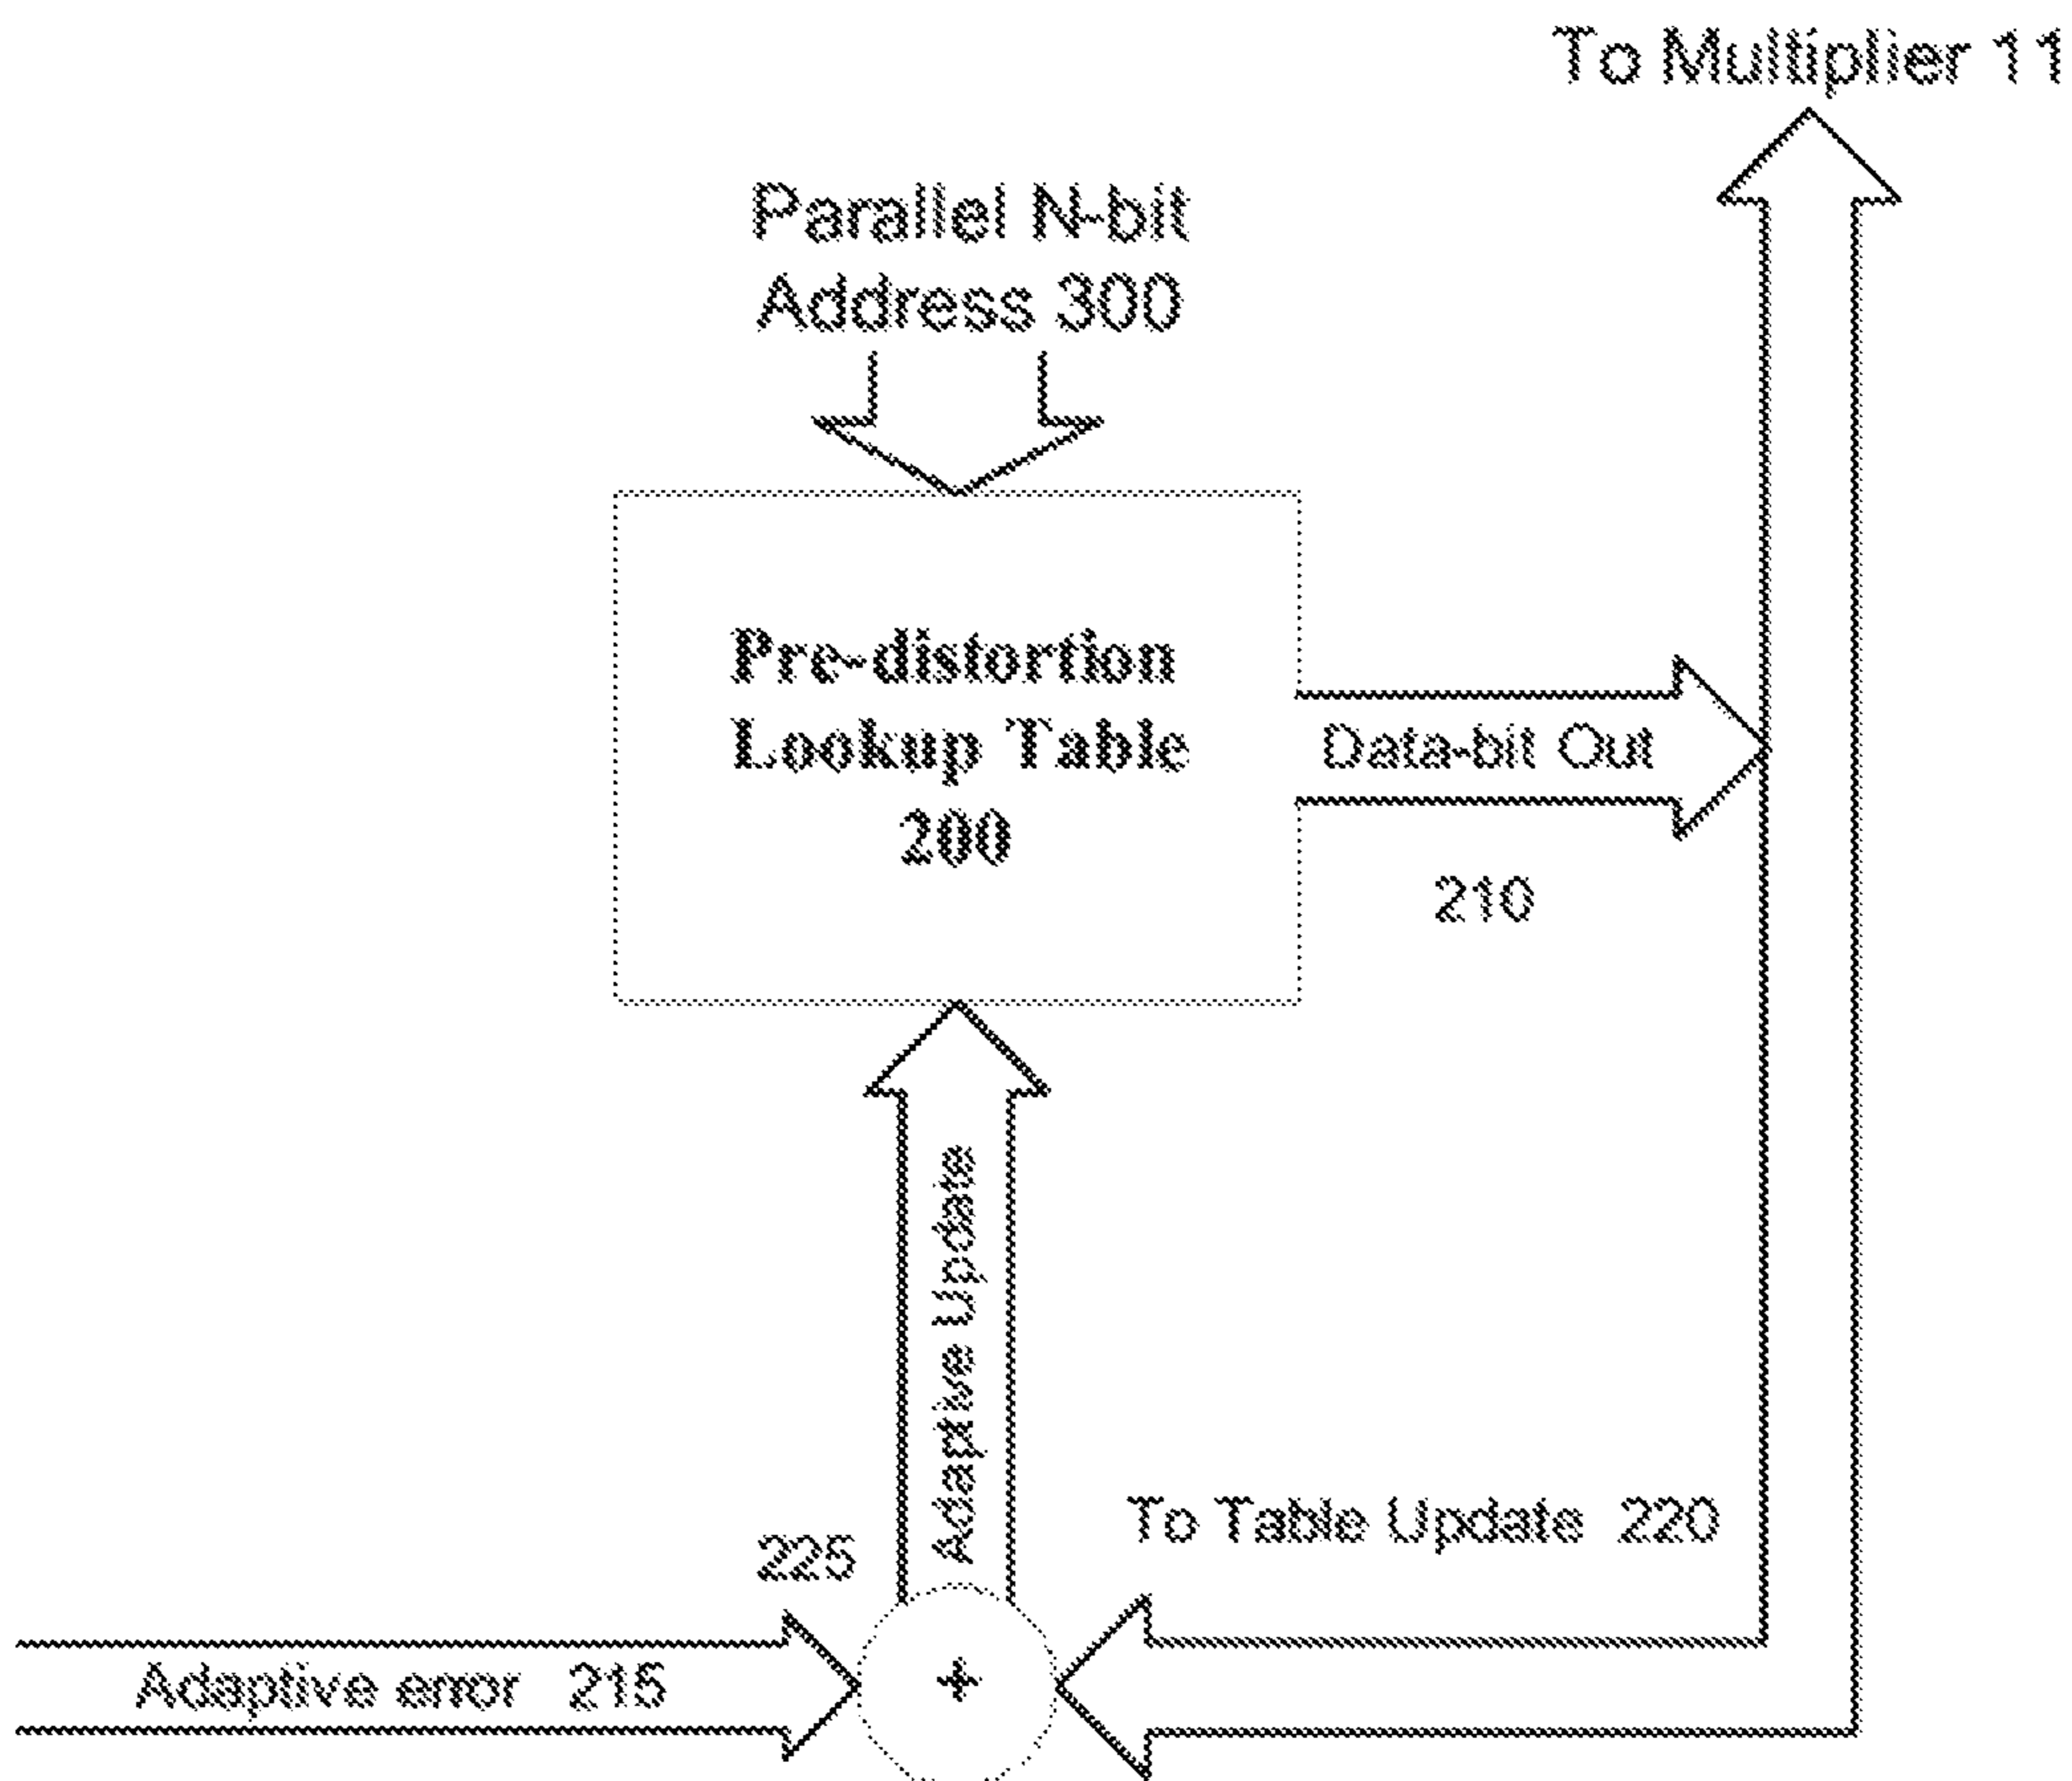 To Multiplier 11
Parallel N-bit
Address 300
Pre-distortion
Lookup Table
200
Data-bit Out
210
Adaptive Update
To Table Update 220
225
Adaptive error 215
+